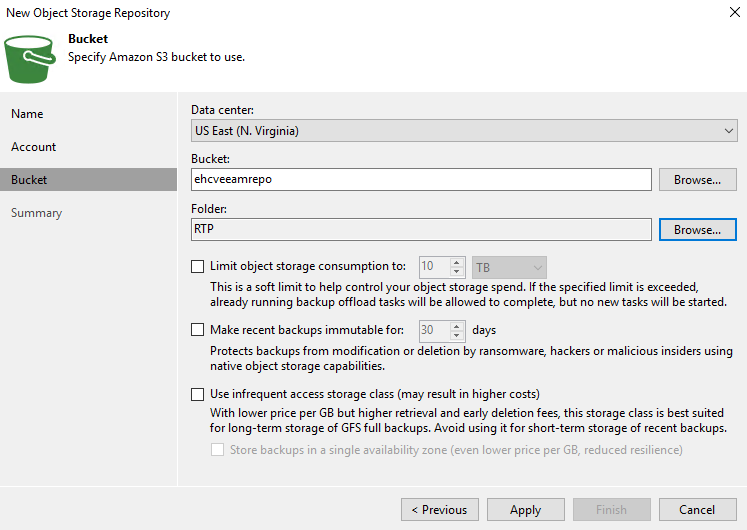 New Object Storage Repository
Bucket
Specify Amazon S3 bucket to use.
Name
Account
Bucket
Summary
Data center:
US East (N. Virginia)
Bucket:
ehcveeamrepo
Browse...
Folder:
RTP
Browse...
Limit object storage consumption to:
10
TB
This is a soft limit to help control your object storage spend. If the specified limit is exceeded,
already running backup offload tasks will be allowed to complete, but no new tasks will be started.
Make recent backups immutable for:
30
days
Protects backups from modification or deletion by ransomware, hackers or malicious insiders using
native object storage capabilities.
Use infrequent access storage class (may result in higher costs)
With lower price per GB but higher retrieval and early deletion fees, this storage class is best suited
for long-term storage of GFS full backups. Avoid using it for short-term storage of recent backups.
Store backups in a single availability zone (even lower price per GB, reduced resilience)
< Previous
Apply
Finish
Cancel